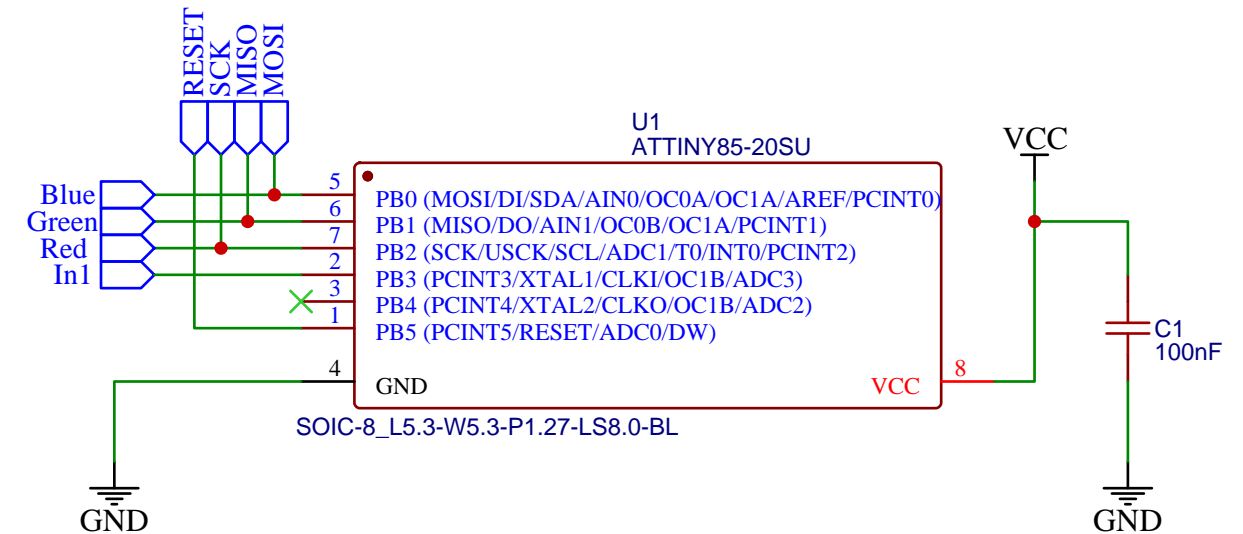 RESET
SCK
MISO
MOSI
U1
ATTINY85-20SU
VCC
Blue
Green
Red
In1
5
6
7
2
3
1
4
PB0 (MOSI/DI/SDA/AIN0/OC0A/OC1A/AREF/PCINT0)
PB1 (MISO/DO/AIN1/OC0B/OC1A/PCINT1)
PB2 (SCK/USCK/SCL/ADC1/T0/INT0/PCINT2)
PB3 (PCINT3/XTAL1/CLKI/OC1B/ADC3)
PB4 (PCINT4/XTAL2/CLKO/OC1B/ADC2)
PB5 (PCINT5/RESET/ADC0/DW)
GND
VCC
8
C1
100nF
SOIC-8_L5.3-W5.3-P1.27-LS8.0-BL
GND
GND